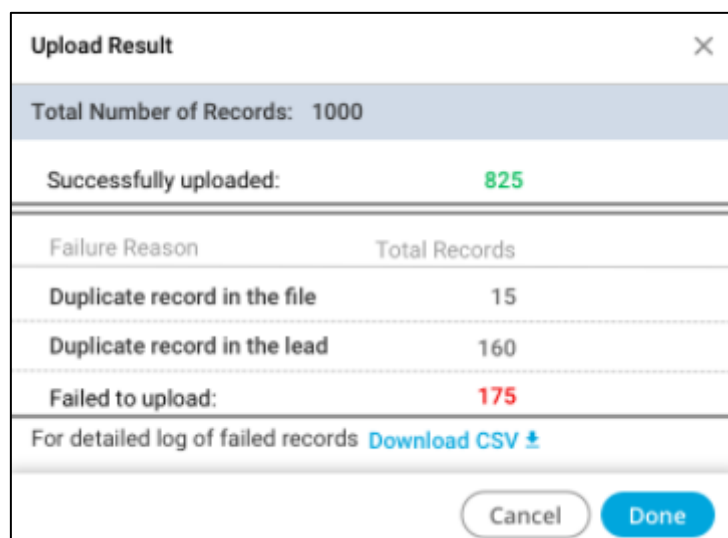 Upload Result
Total Number of Records: 1000
Successfully uploaded: 825
Failure Reason Total Records
Duplicate record in the file 15
Duplicate record in the lead 160
Failed to upload: 175
For detailed log of failed records Download CSV
Cancel Done